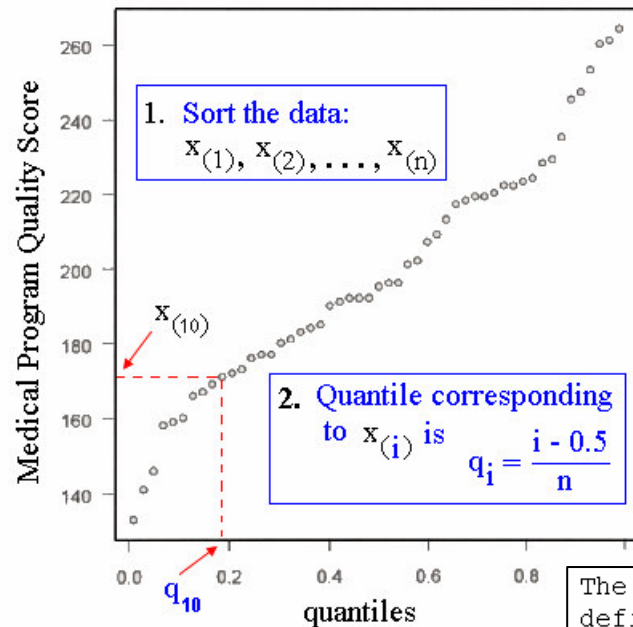 260
240
220
200
180
160
140
Medical Program Quality Score
1. Sort the data:
x(1), x(2), . . . , x(n)
x(10)
2. Quantile corresponding
to x(i) is qi = i - 0.5 / n
0.0 0.2 0.4 0.6 0.8
q10
quantiles
The
defi